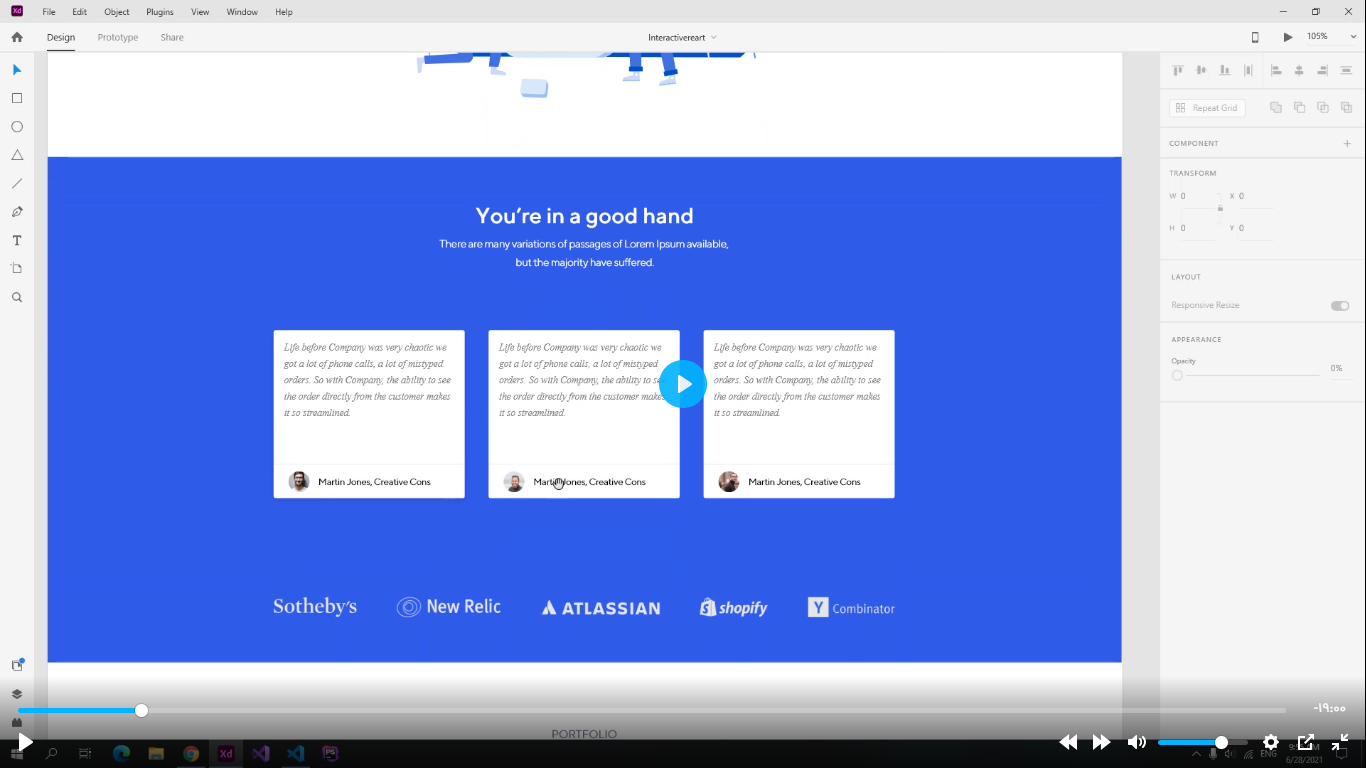 Xd File Edit Object Plugins View Window Help
Design Prototype Share Interactivereart 105%
Repeat Grid
COMPONENT
TRANSFORM
W 0 X 0
H 0 Y 0
LAYOUT
Responsive Resize
APPEARANCE
Opacity
0%
You're in a good hand
There are many variations of passages of Lorem Ipsum available,
but the majority have suffered.
Life before Company was very chaotic we
got a lot of phone calls, a lot of mistyped
orders. So with Company, the ability to see
the order directly from the customer makes
it so streamlined.
Martin Jones, Creative Cons
Life before Company was very chaotic we
got a lot of phone calls, a lot of mistyped
orders. So with Company, the ability to see
the order directly from the customer makes
it so streamlined.
Martin Jones, Creative Cons
Life before Company was very chaotic we
got a lot of phone calls, a lot of mistyped
orders. So with Company, the ability to see
the order directly from the customer makes
it so streamlined.
Martin Jones, Creative Cons
Sotheby's New Relic ATLASSIAN shopify Y Combinator
-۱۹:۰۰
PORTFOLIO
Xd PS ENG
6/28/2021